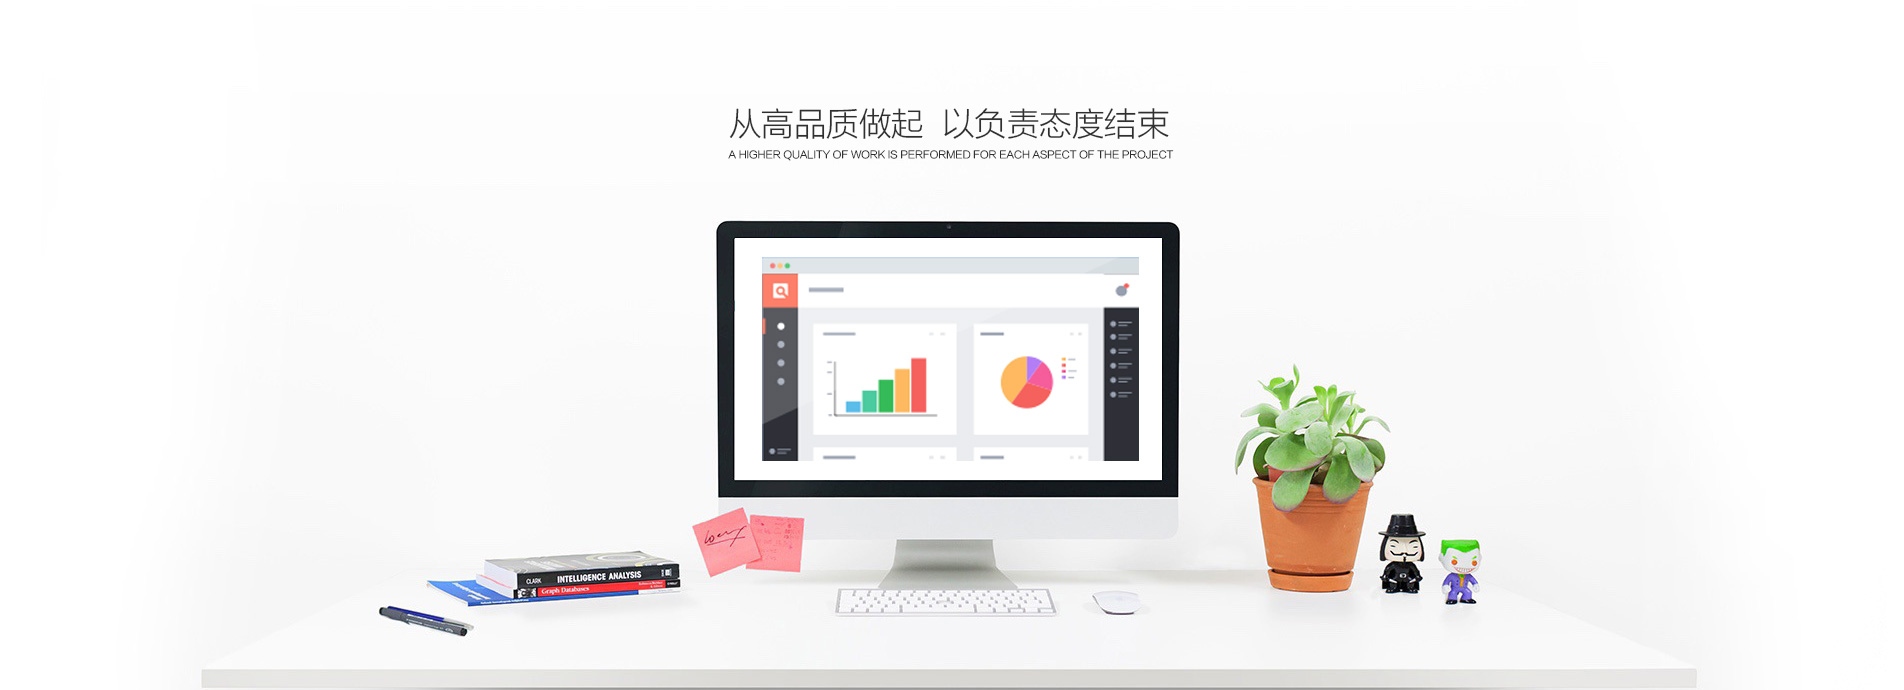 从高品质做起 以负责态度结束
A HIGHER QUALITY OF WORK IS PERFORMED FOR EACH ASPECT OF THE PROJECT
CLARK INTELLIGENCE ANALYSIS
Graph Databases